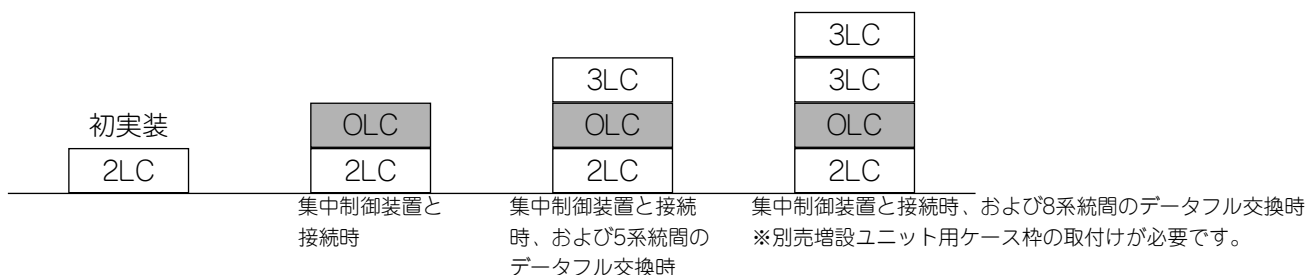 初実装
2LC
OLC
2LC
集中制御装置と
接続時
3LC
OLC
2LC
集中制御装置と接続
時、および5系統間の
データフル交換時
3LC
3LC
OLC
2LC
集中制御装置と接続時、および8系統間のデータフル交換時
※別売増設ユニット用ケース枠の取付けが必要です。